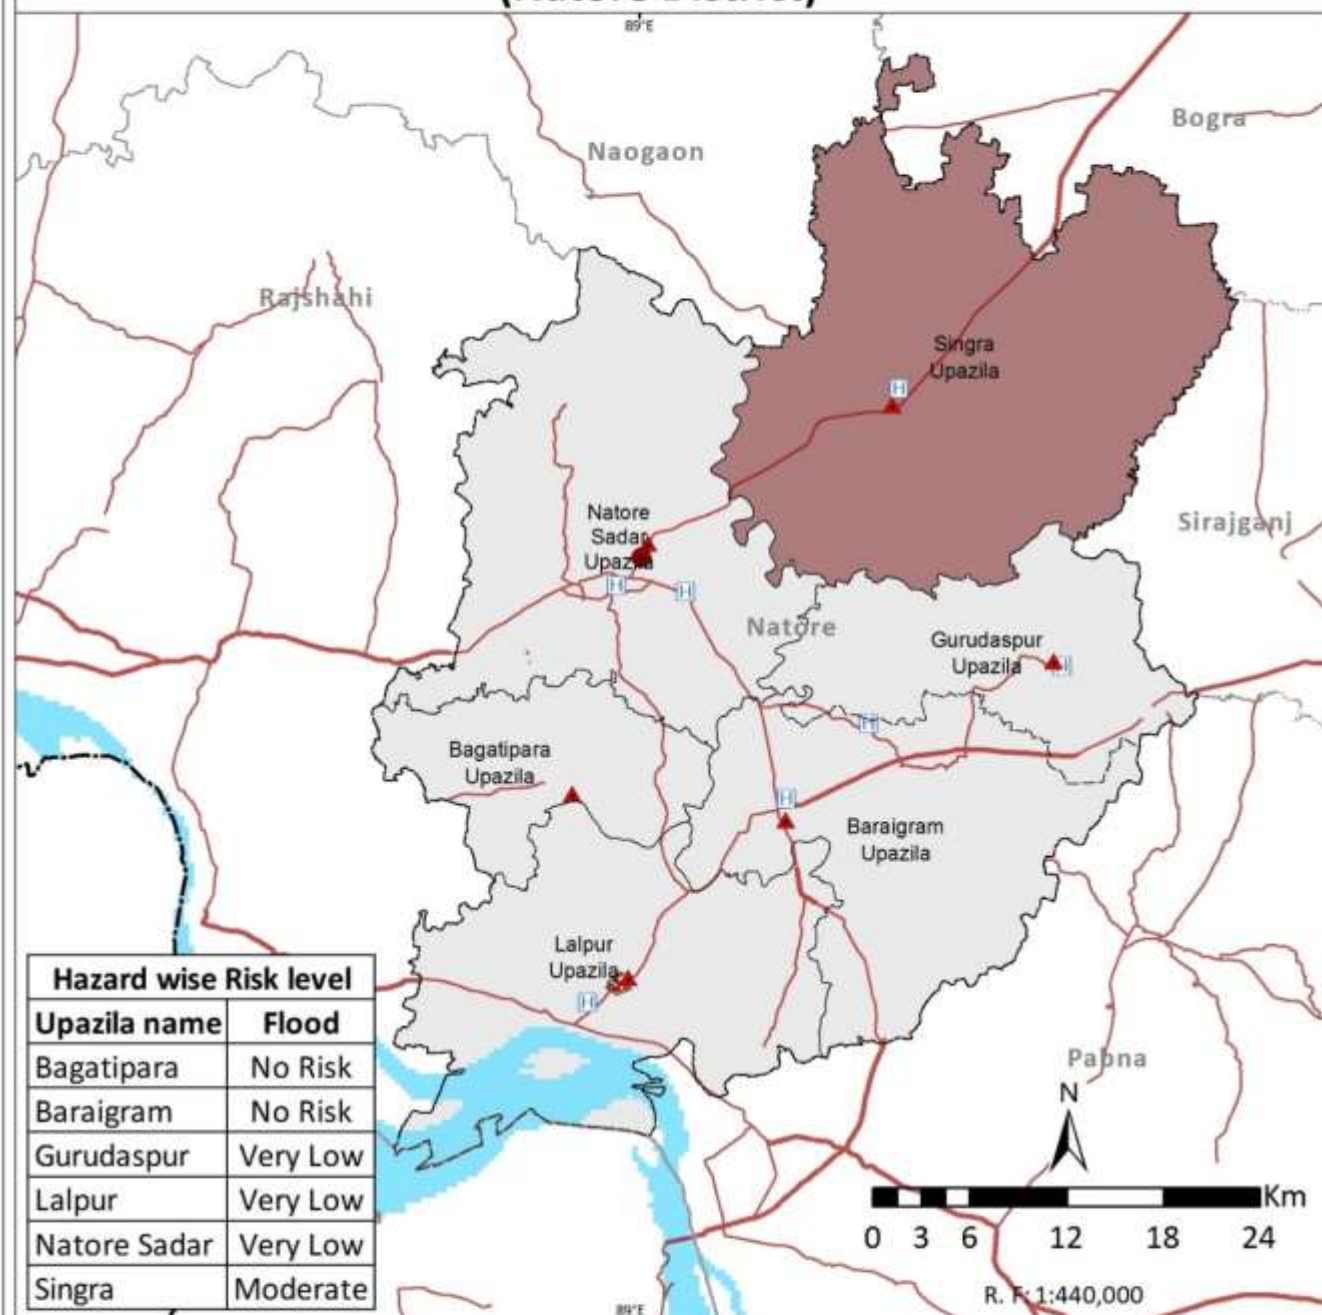 89°E
Bogra
Naogaon
Rajshahi
Singra
Upazila
H
Natore
Sadar
Upazila
Sirajganj
H
H
Natore
Gurudaspur
Upazila
H
H
Bagatipara
Upazila
H
Baraigram
Upazila
Lalpur
Upazila
H
Hazard wise Risk level
Upazila name Flood
Bagatipara No Risk
Baraigram No Risk
Gurudaspur Very Low
Lalpur Very Low
Natore Sadar Very Low
Singra Moderate
Pabna
N
Km
0 3 6 12 18 24
R. F: 1:440,000
89°E